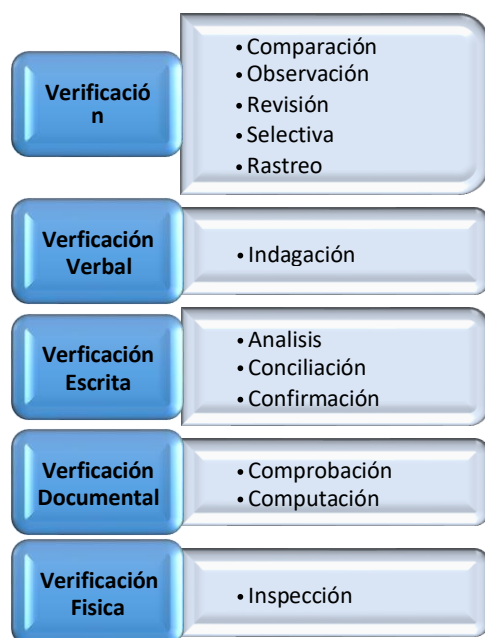 Verificació
n
• Comparación
• Observación
• Revisión
• Selectiva
• Rastreo
Verficación
Verbal
• Indagación
Verficación
Escrita
• Analisis
• Conciliación
• Confirmación
Verficación
Documental
• Comprobación
• Computación
Verificación
Fisica
• Inspección